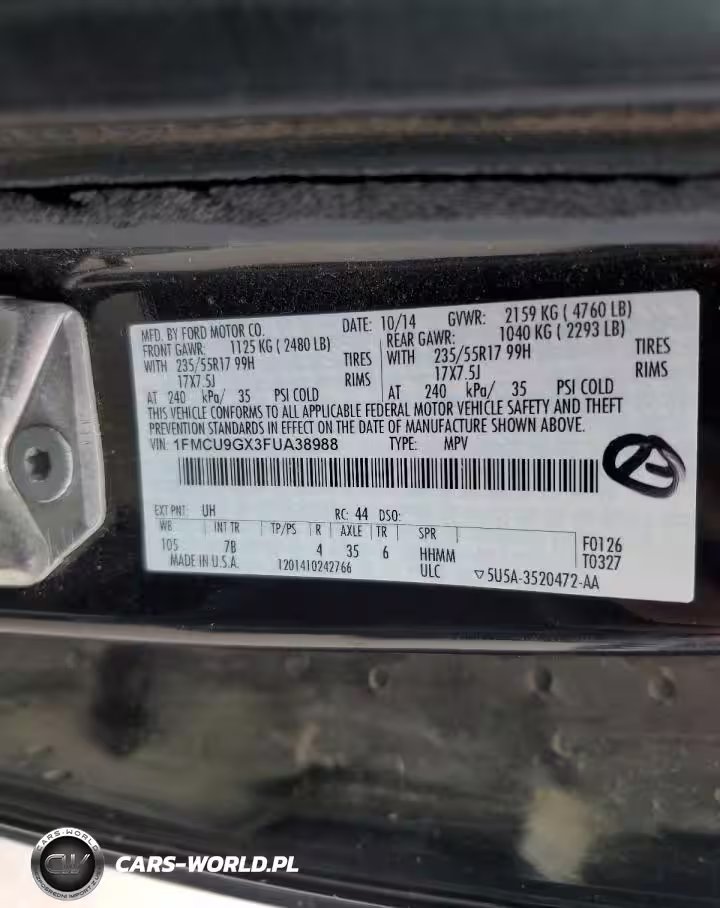 MFD. BY FORD MOTOR CO.
DATE: 10/14 GVWR: 2159 KG ( 4760 LB)
FRONT GAWR: 1125 KG ( 2480 LB)
REAR GAWR: 1040 KG ( 2293 LB)
WITH 235/55R17 99H TIRES
WITH 235/55R17 99H TIRES
17X7.5J RIMS
17X7.5J RIMS
AT 240 kPa/ 35 PSI COLD
AT 240 kPa/ 35 PSI COLD
THIS VEHICLE CONFORMS TO ALL APPLICABLE FEDERAL MOTOR VEHICLE SAFETY AND THEFT
PREVENTION STANDARDS IN EFFECT ON THE DATE OF MANUFACTURE SHOWN ABOVE.
VIN: 1FMCU9GX3FUA38988 TYPE: MPV
EXT PNT: UH RC: 44 DSO:
WB INT TR TP/PS R AXLE TR SPR
105 7B 4 35 6 HHMM
F0126
T0327
MADE IN U.S.A. 1201410242766 ULC ▽5U5A-3520472-AA
CARS-WORLD
CW
CARS-WORLD.PL